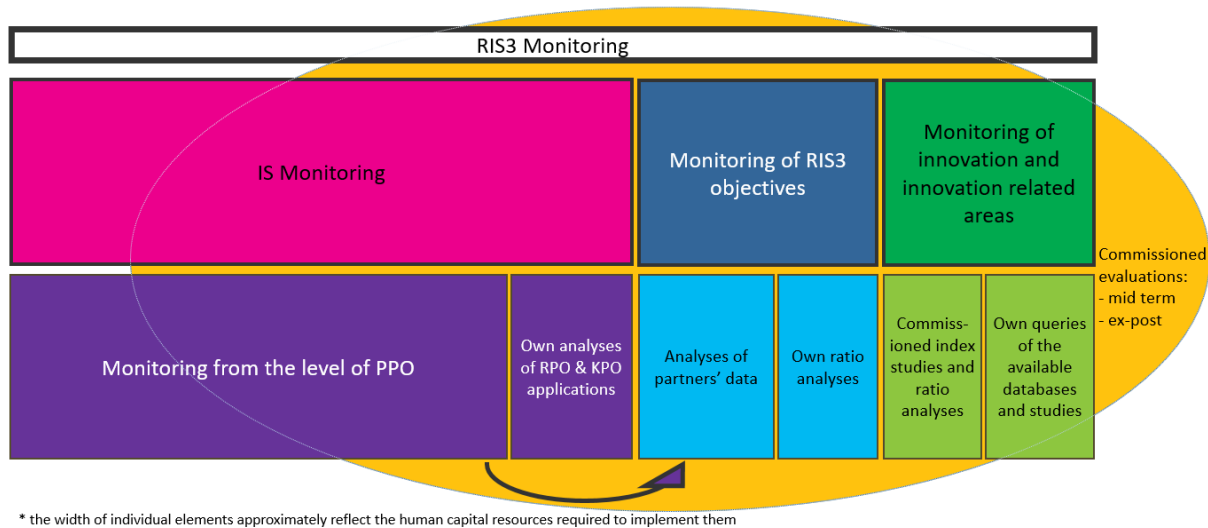 RIS3 Monitoring
IS Monitoring
Monitoring of RIS3
objectives
Monitoring of
innovation and
innovation related
areas
Commissioned
evaluations:
- mid term
- ex-post
Monitoring from the level of PPO
Own analyses
of RPO & KPO
applications
Analyses of
partners’ data
Own ratio
analyses
Commiss-
ioned index
studies and
ratio
analyses
Own queries
of the
available
databases
and studies
* the width of individual elements approximately reflect the human capital resources required to implement them